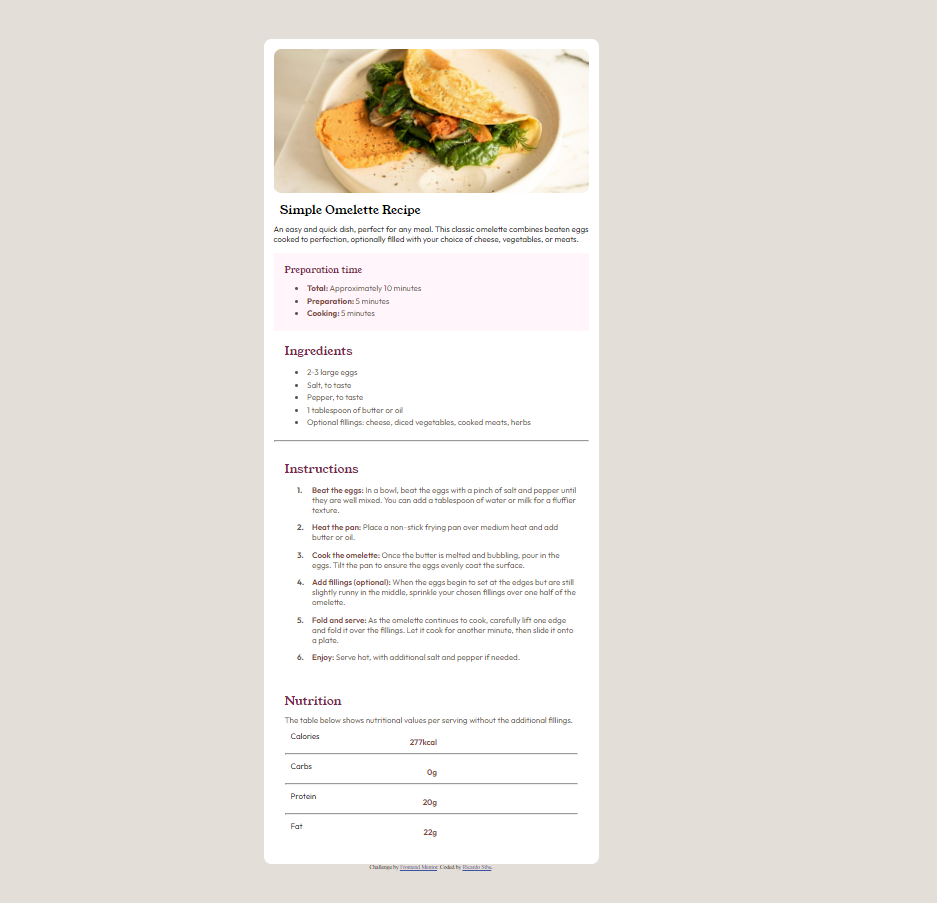 Simple Omelette Recipe
An easy and quick dish, perfect for any meal. This classic omelette combines beaten eggs
cooked to perfection, optionally filled with your choice of cheese, vegetables, or meats.
Preparation time
• Total: Approximately 10 minutes
• Preparation: 5 minutes
• Cooking: 5 minutes
Ingredients
• 2-3 large eggs
• Salt, to taste
• Pepper, to taste
• 1 tablespoon of butter or oil
• Optional fillings: cheese, diced vegetables, cooked meats, herbs
Instructions
1. Beat the eggs: In a bowl, beat the eggs with a pinch of salt and pepper until
they are well mixed. You can add a tablespoon of water or milk for a fluffier
texture.
2. Heat the pan: Place a non-stick frying pan over medium heat and add
butter or oil.
3. Cook the omelette: Once the butter is melted and bubbling, pour in the
eggs. Tilt the pan to ensure the eggs evenly coat the surface.
4. Add fillings (optional): When the eggs begin to set at the edges but are still
slightly runny in the middle, sprinkle your chosen fillings over one half of the
omelette.
5. Fold and serve: As the omelette continues to cook, carefully lift one edge
and fold it over the fillings. Let it cook for another minute, then slide it onto
a plate.
6. Enjoy: Serve hot, with additional salt and pepper if needed.
Nutrition
The table below shows nutritional values per serving without the additional fillings.
Calories 277kcal
Carbs 0g
Protein 20g
Fat 22g
Challenge by Frontend Mentor. Coded by Ricardo Silva.